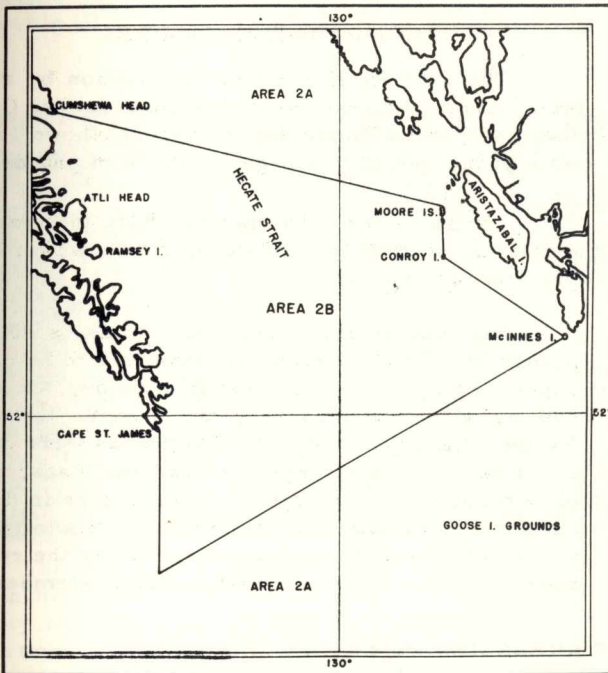 130°
AREA 2A
CUMSHEWA HEAD
HECATE STRAIT
ATLI HEAD
MOORE IS.
ARISTAZABAL I.
RAMSEY I.
CONROY I.
AREA 2B
McINNES I.
52°
52°
CAPE ST. JAMES
GOOSE I. GROUNDS
AREA 2A
130°